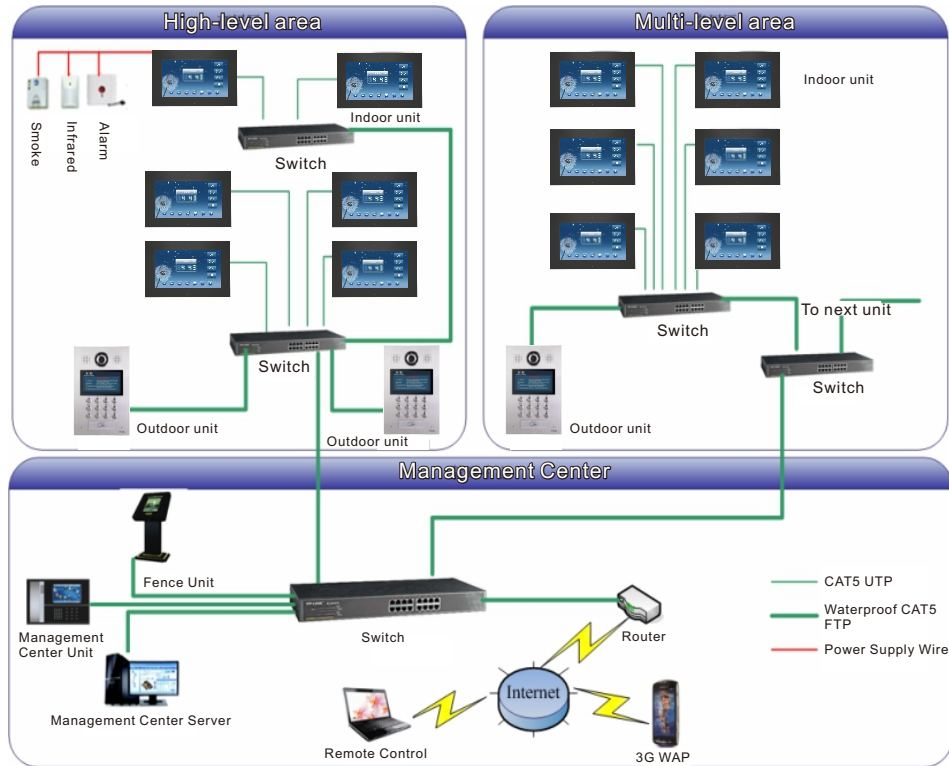 High-level area
Smoke
Infrared
Alarm
Indoor unit
Switch
Switch
Outdoor unit
Outdoor unit
Multi-level area
Indoor unit
Switch
To next unit
Switch
Outdoor unit
Management Center
Fence Unit
Management
Center Unit
Management Center Server
Switch
Router
Internet
Remote Control
3G WAP
CAT5 UTP
Waterproof CAT5
FTP
Power Supply Wire